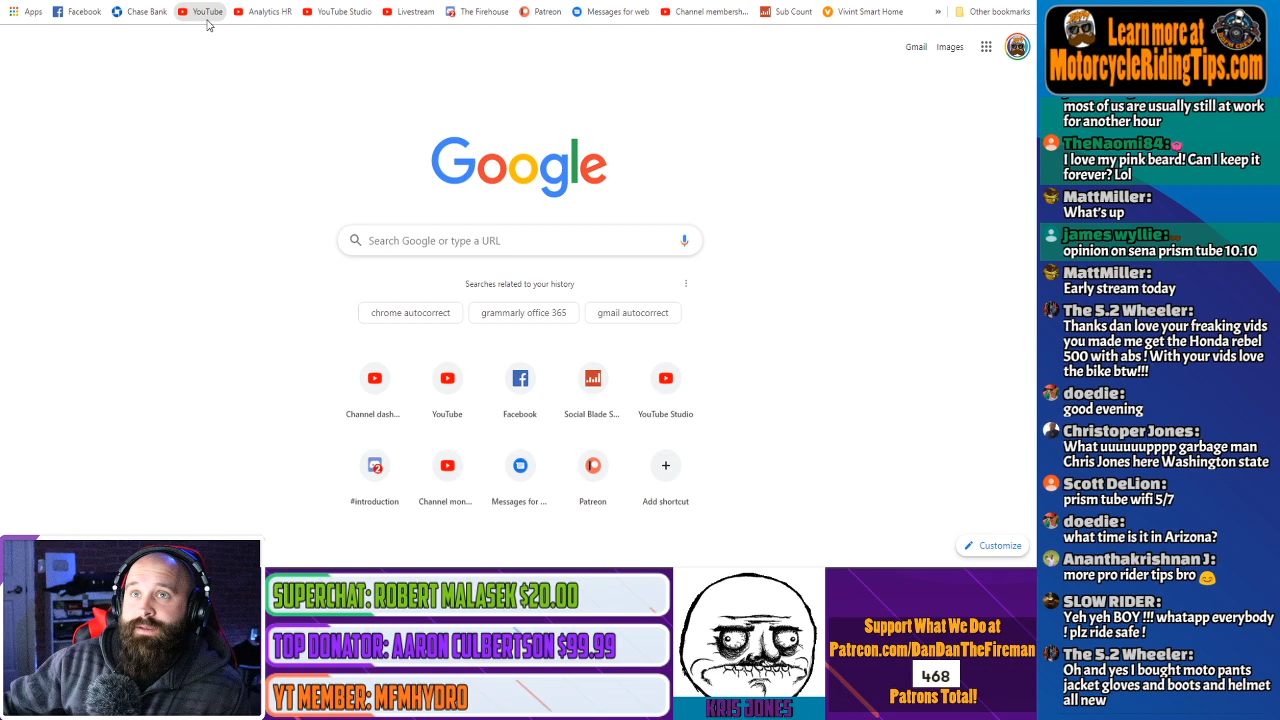 Apps Facebook Chase Bank YouTube Analytics HR YouTube Studio Livestream The Firehouse Patreon Messages for web Channel membersh... Sub Count Vivint Smart Home » Other bookmarks
Gmail Images
Google
Search Google or type a URL
Searches related to your history
chrome autocorrect grammarly office 365 gmail autocorrect
Channel dash... YouTube Facebook Social Blade S... YouTube Studio
2
#introduction Channel mon... Messages for ... Patreon Add shortcut
Customize
SUPERCHAT: ROBERT MALASEK $20.00
TOP DONATOR: AARON CULBERTSON $99.99
YT MEMBER: MFMHYDRO
KRIS JONES
Support What We Do at
Patreon.com/DanDanTheFireman
468
Patrons Total!
Learn more at
MotorcycleRidingTips.com
most of us are usually still at work
for another hour
TheNaomi84:
I love my pink beard! Can I keep it
forever? Lol
MattMiller:
What's up
james wyllie:
opinion on sena prism tube 10.10
MattMiller:
Early stream today
The 5.2 Wheeler:
Thanks dan love your freaking vids
you made me get the Honda rebel
500 with abs ! With your vids love
the bike btw!!!
doedie:
good evening
Christoper Jones:
What uuuuuupppp garbage man
Chris Jones here Washington state
Scott DeLion:
prism tube wifi 5/7
doedie:
what time is it in Arizona?
Ananthakrishnan J:
more pro rider tips bro 😊
SLOW RIDER:
Yeh yeh BOY !!! whatapp everybody
! plz ride safe !
The 5.2 Wheeler:
Oh and yes I bought moto pants
jacket gloves and boots and helmet
all new